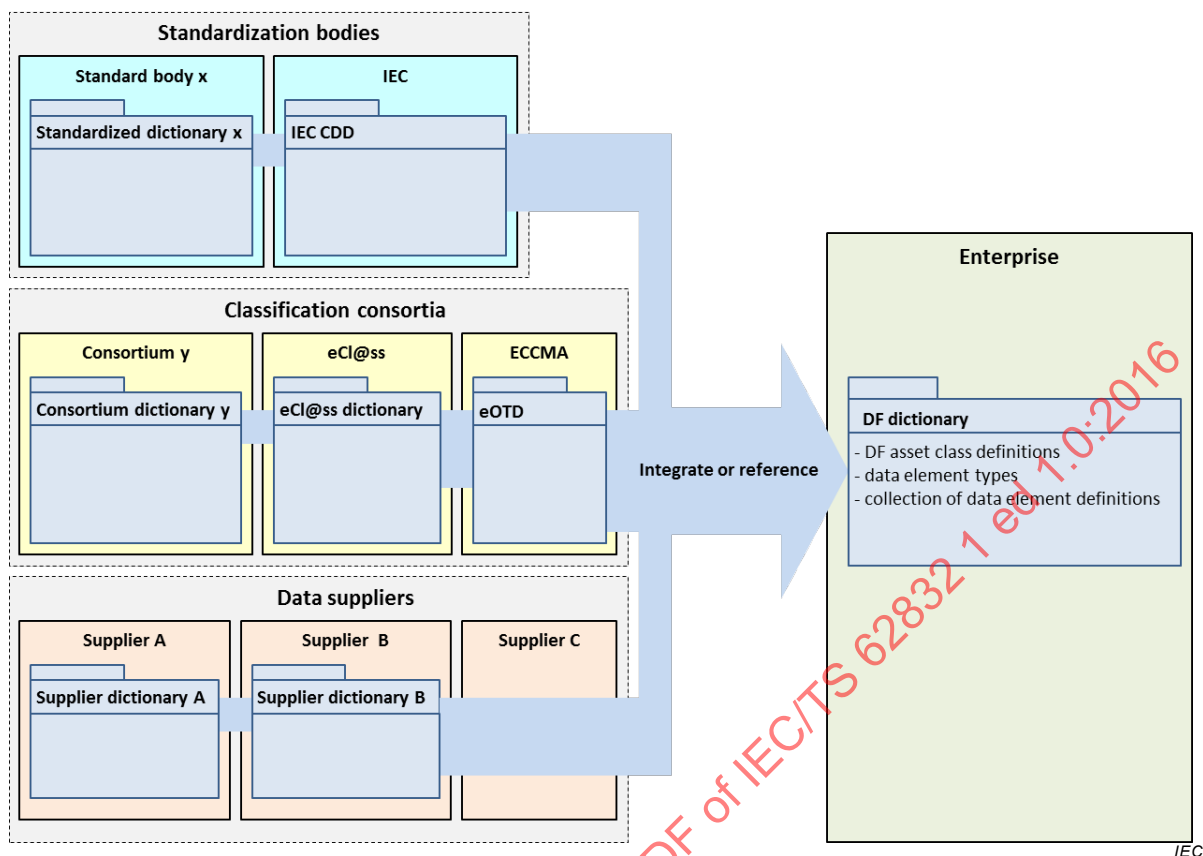 Standardization bodies
Standard body x
IEC
Standardized dictionary x
IEC CDD
Classification consortia
Consortium y
eCl@ss
ECCMA
Consortium dictionary y
eCl@ss dictionary
eOTD
Data suppliers
Supplier A
Supplier B
Supplier C
Supplier dictionary A
Supplier dictionary B
Integrate or reference
Enterprise
DF dictionary
- DF asset class definitions
- data element types
- collection of data element definitions
DF of IEC/TS 62832 1 ed 1.0:2016
IEC